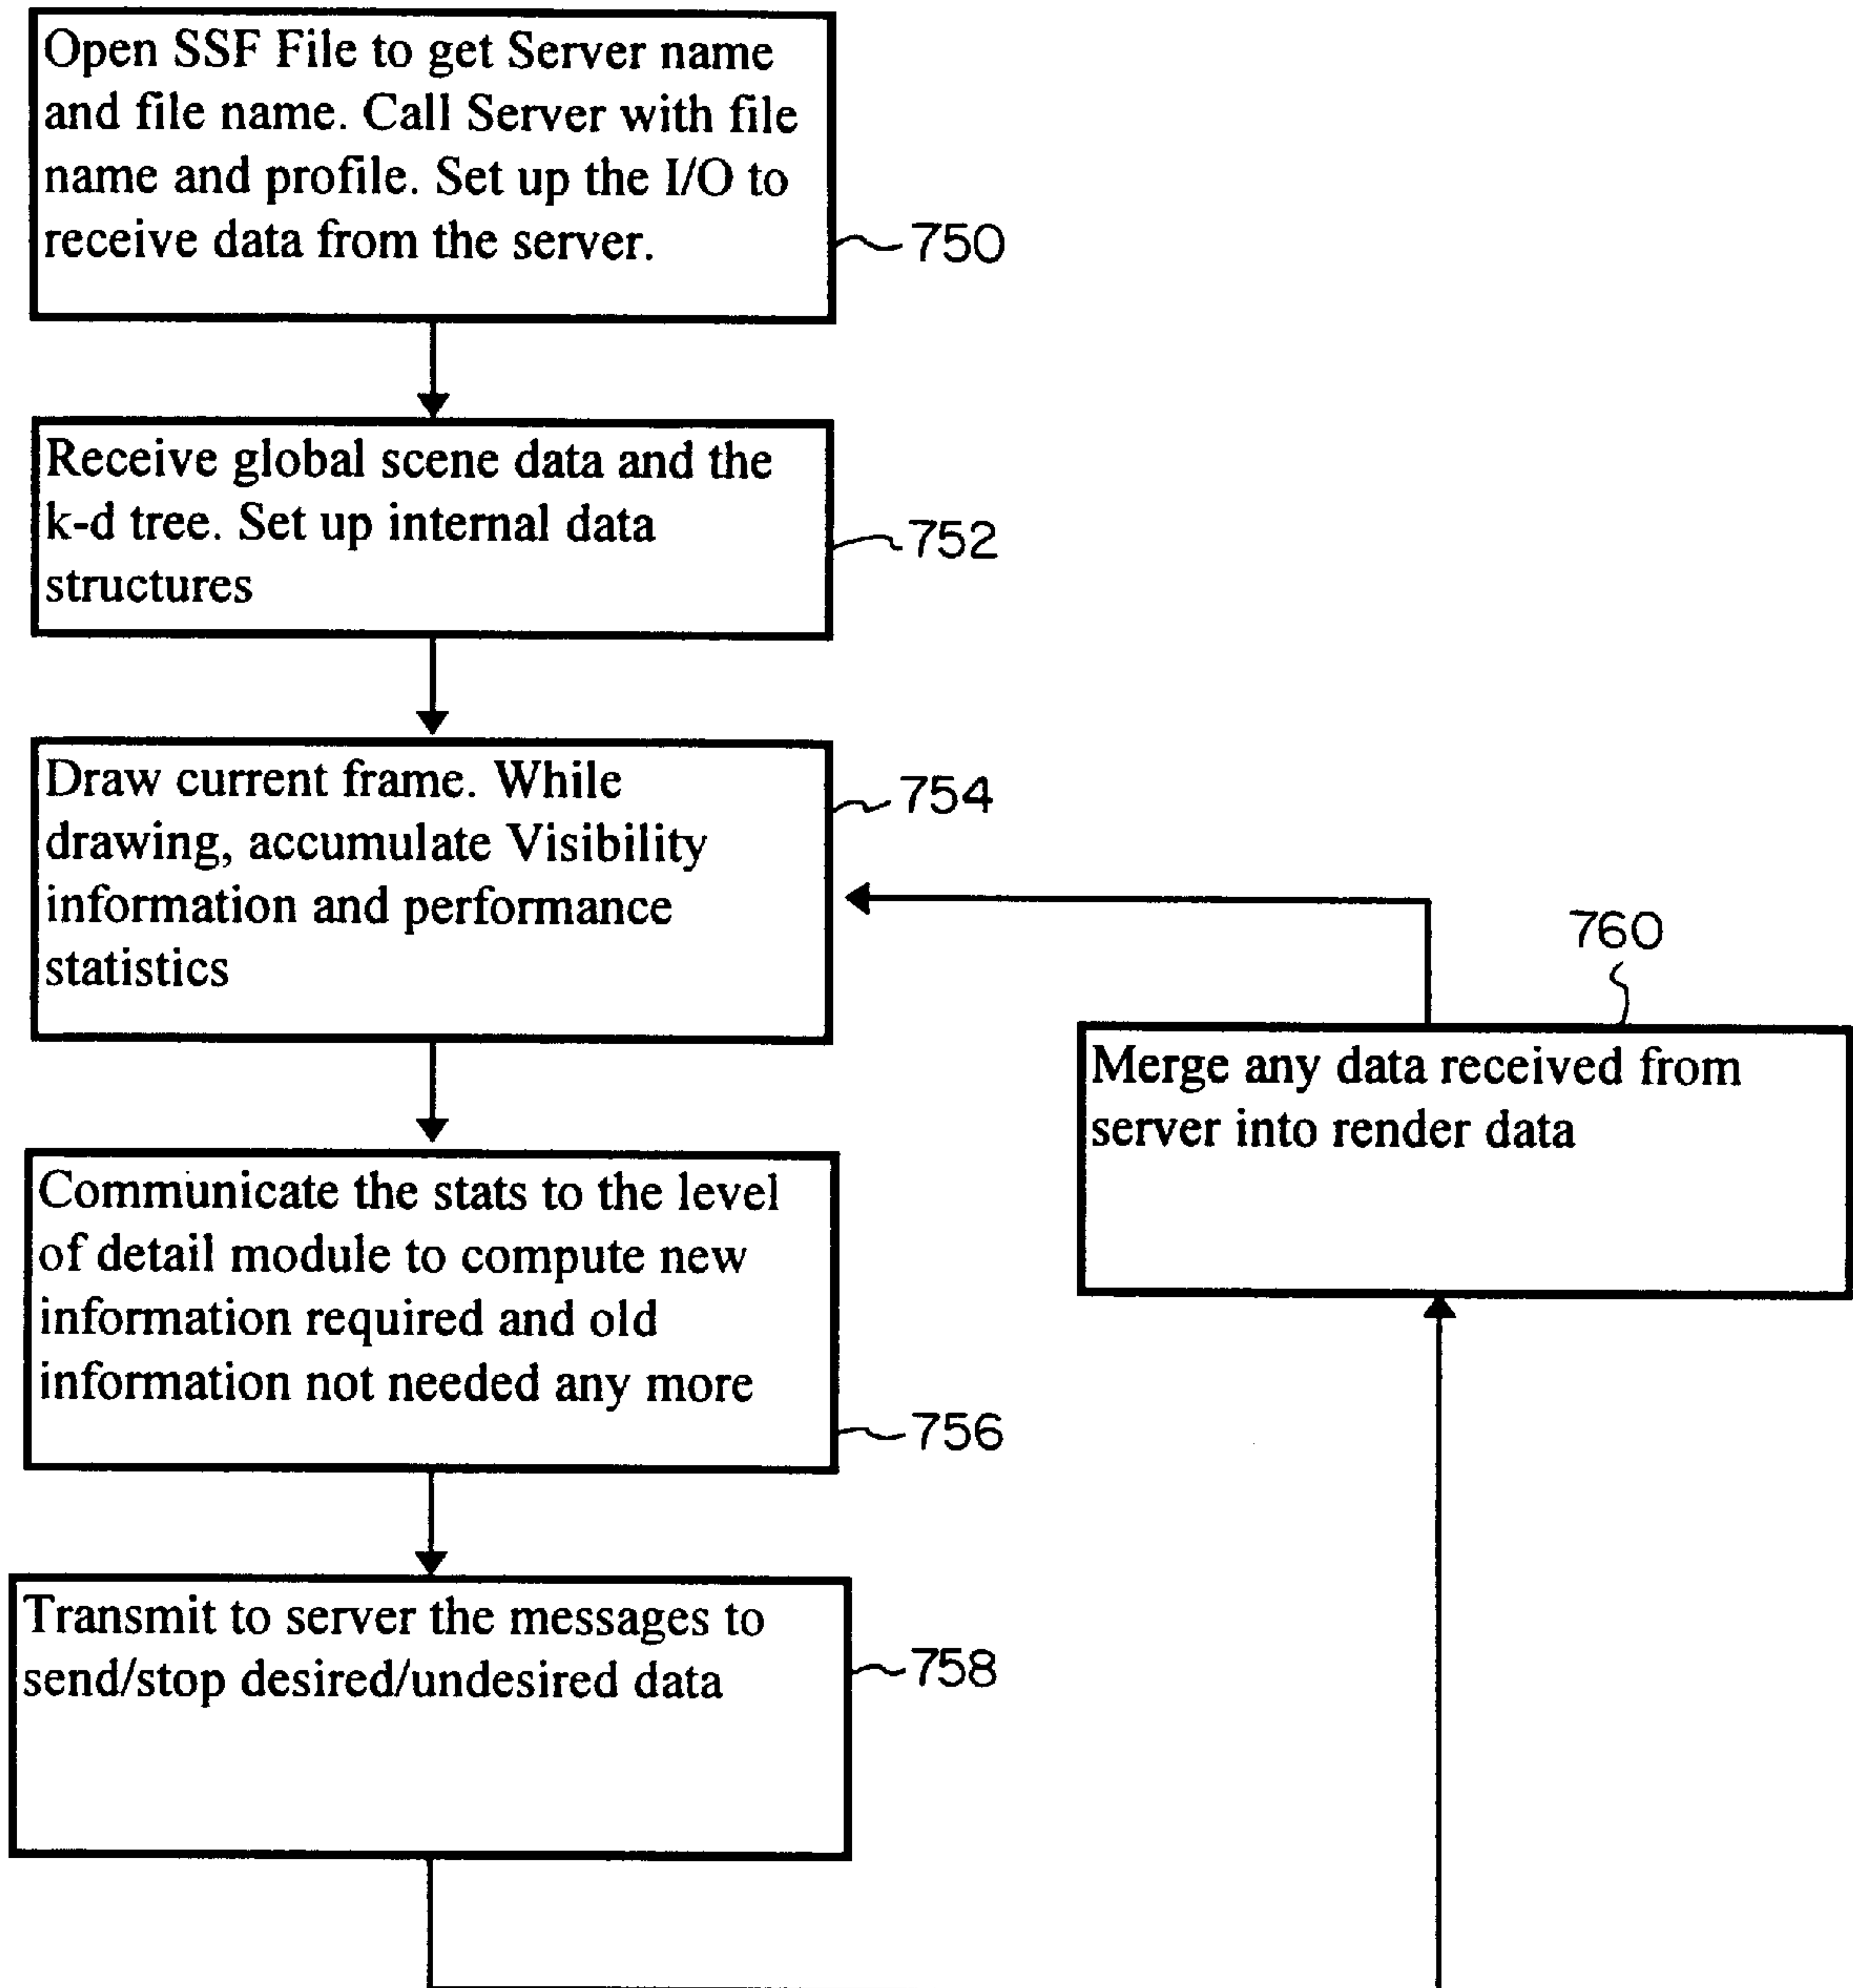 Open SSF File to get Server name
and file name. Call Server with file
name and profile. Set up the I/O to
receive data from the server.
750
Receive global scene data and the
k-d tree. Set up internal data
structures
752
Draw current frame. While
drawing, accumulate Visibility
information and performance
statistics
754
Communicate the stats to the level
of detail module to compute new
information required and old
information not needed any more
756
Transmit to server the messages to
send/stop desired/undesired data
758
760
Merge any data received from
server into render data